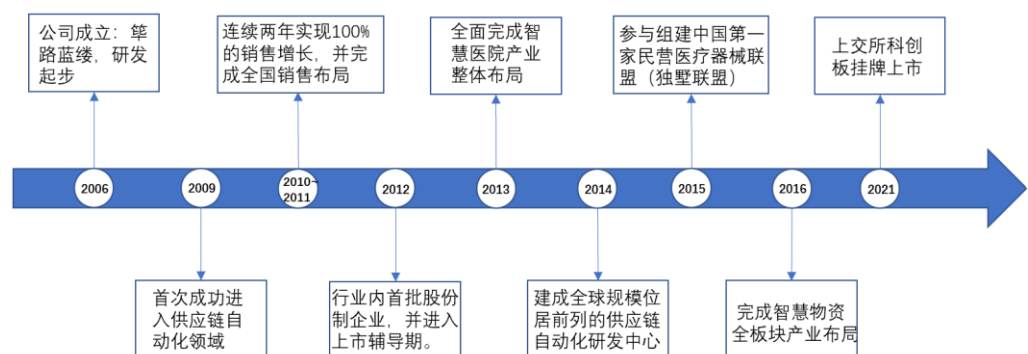 公司成立：筚
路蓝缕，研发
起步
连续两年实现100%
的销售增长，并完
成全国销售布局
全面完成智
慧医院产业
整体布局
参与组建中国第一
家民营医疗器械联
盟（独墅联盟）
上交所科创
板挂牌上市
2006
2009
2010~
2011
2012
2013
2014
2015
2016
2021
首次成功进
入供应链自
动化领域
行业内首批股份
制企业，并进入
上市辅导期。
建成全球规模位
居前列的供应链
自动化研发中心
完成智慧物资
全板块产业布局